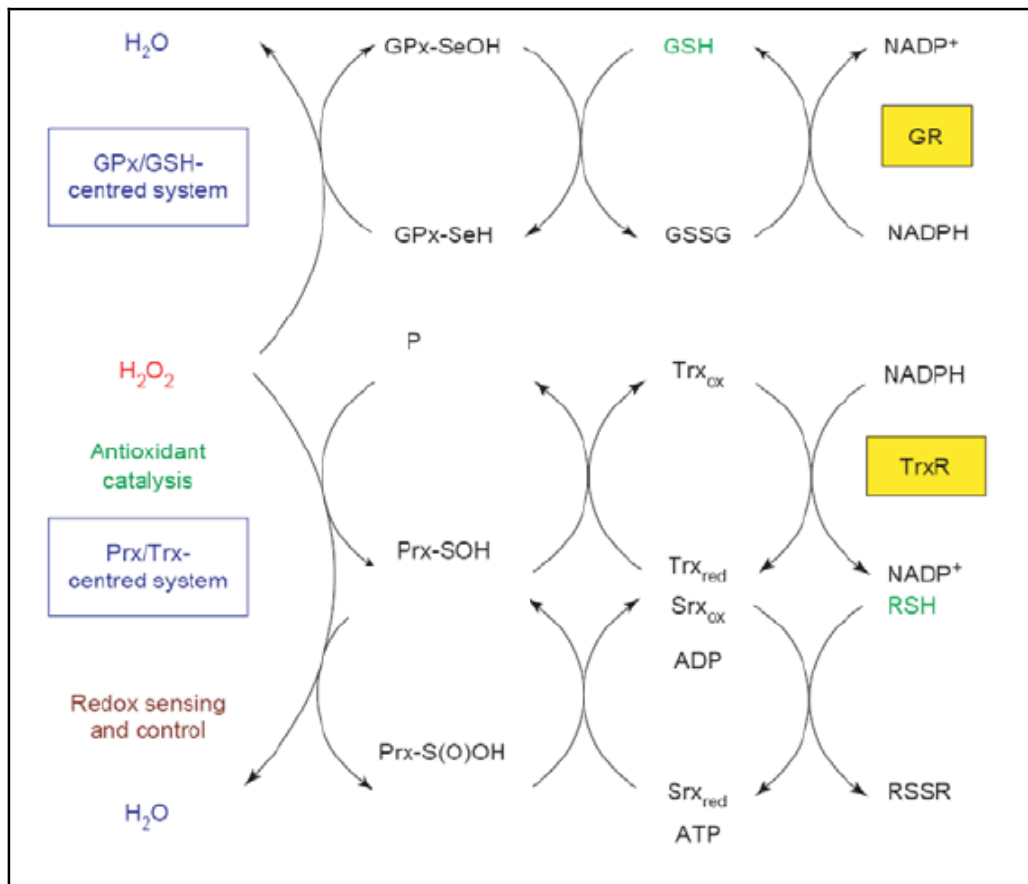 H₂O GPx-SeOH GSH NADP⁺
GPx/GSH-
centred system
GR
GPx-SeH GSSG NADPH
P
H₂O₂ Trxox NADPH
Antioxidant
catalysis
TrxR
Prx/Trx-
centred system
Prx-SOH
Trxred NADP⁺
Srxox RSH
ADP
Redox sensing
and control
Prx-S(O)OH
H₂O Srxred RSSR
ATP